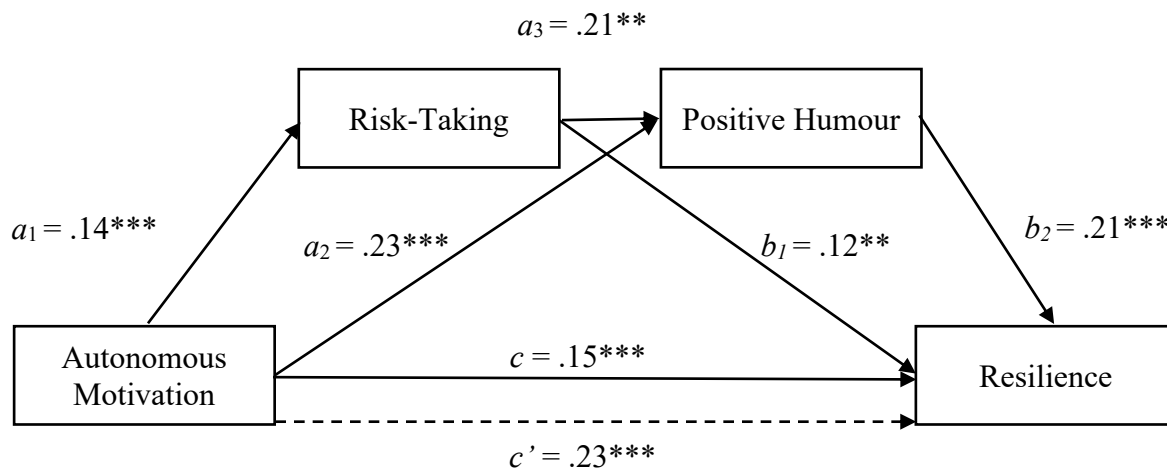 a3 = .21**
Risk-Taking
Positive Humour
a1 = .14***
a2 = .23***
b1 = .12**
b2 = .21***
Autonomous
Motivation
c = .15***
Resilience
c’ = .23***